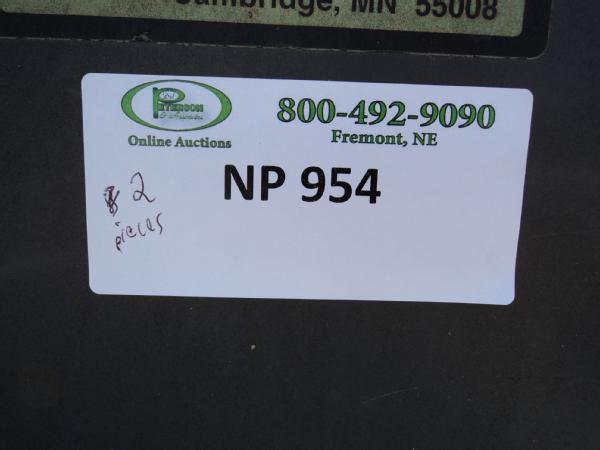 Cambridge, MN 55008
PETERSON
Online Auctions
800-492-9090
Fremont, NE
NP 954
2
pieces